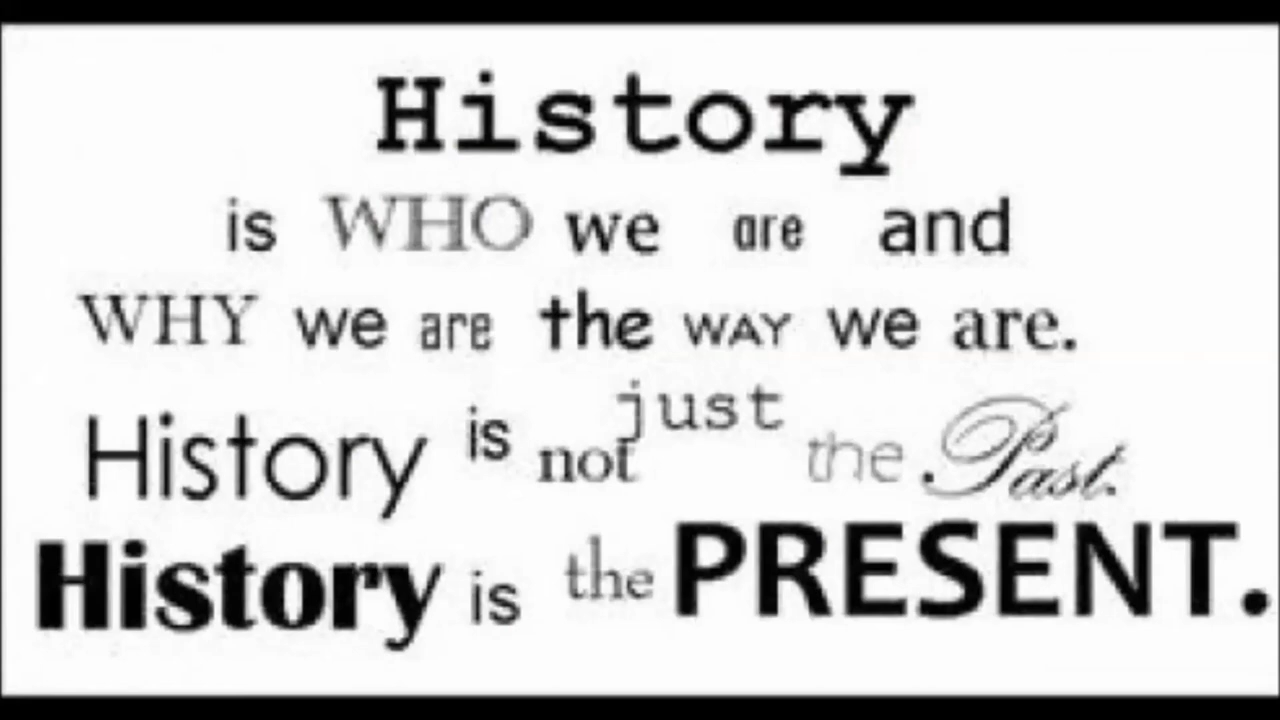 History
is WHO we are and
WHY we are the WAY we are.
History is not just the Past.
History is the PRESENT.